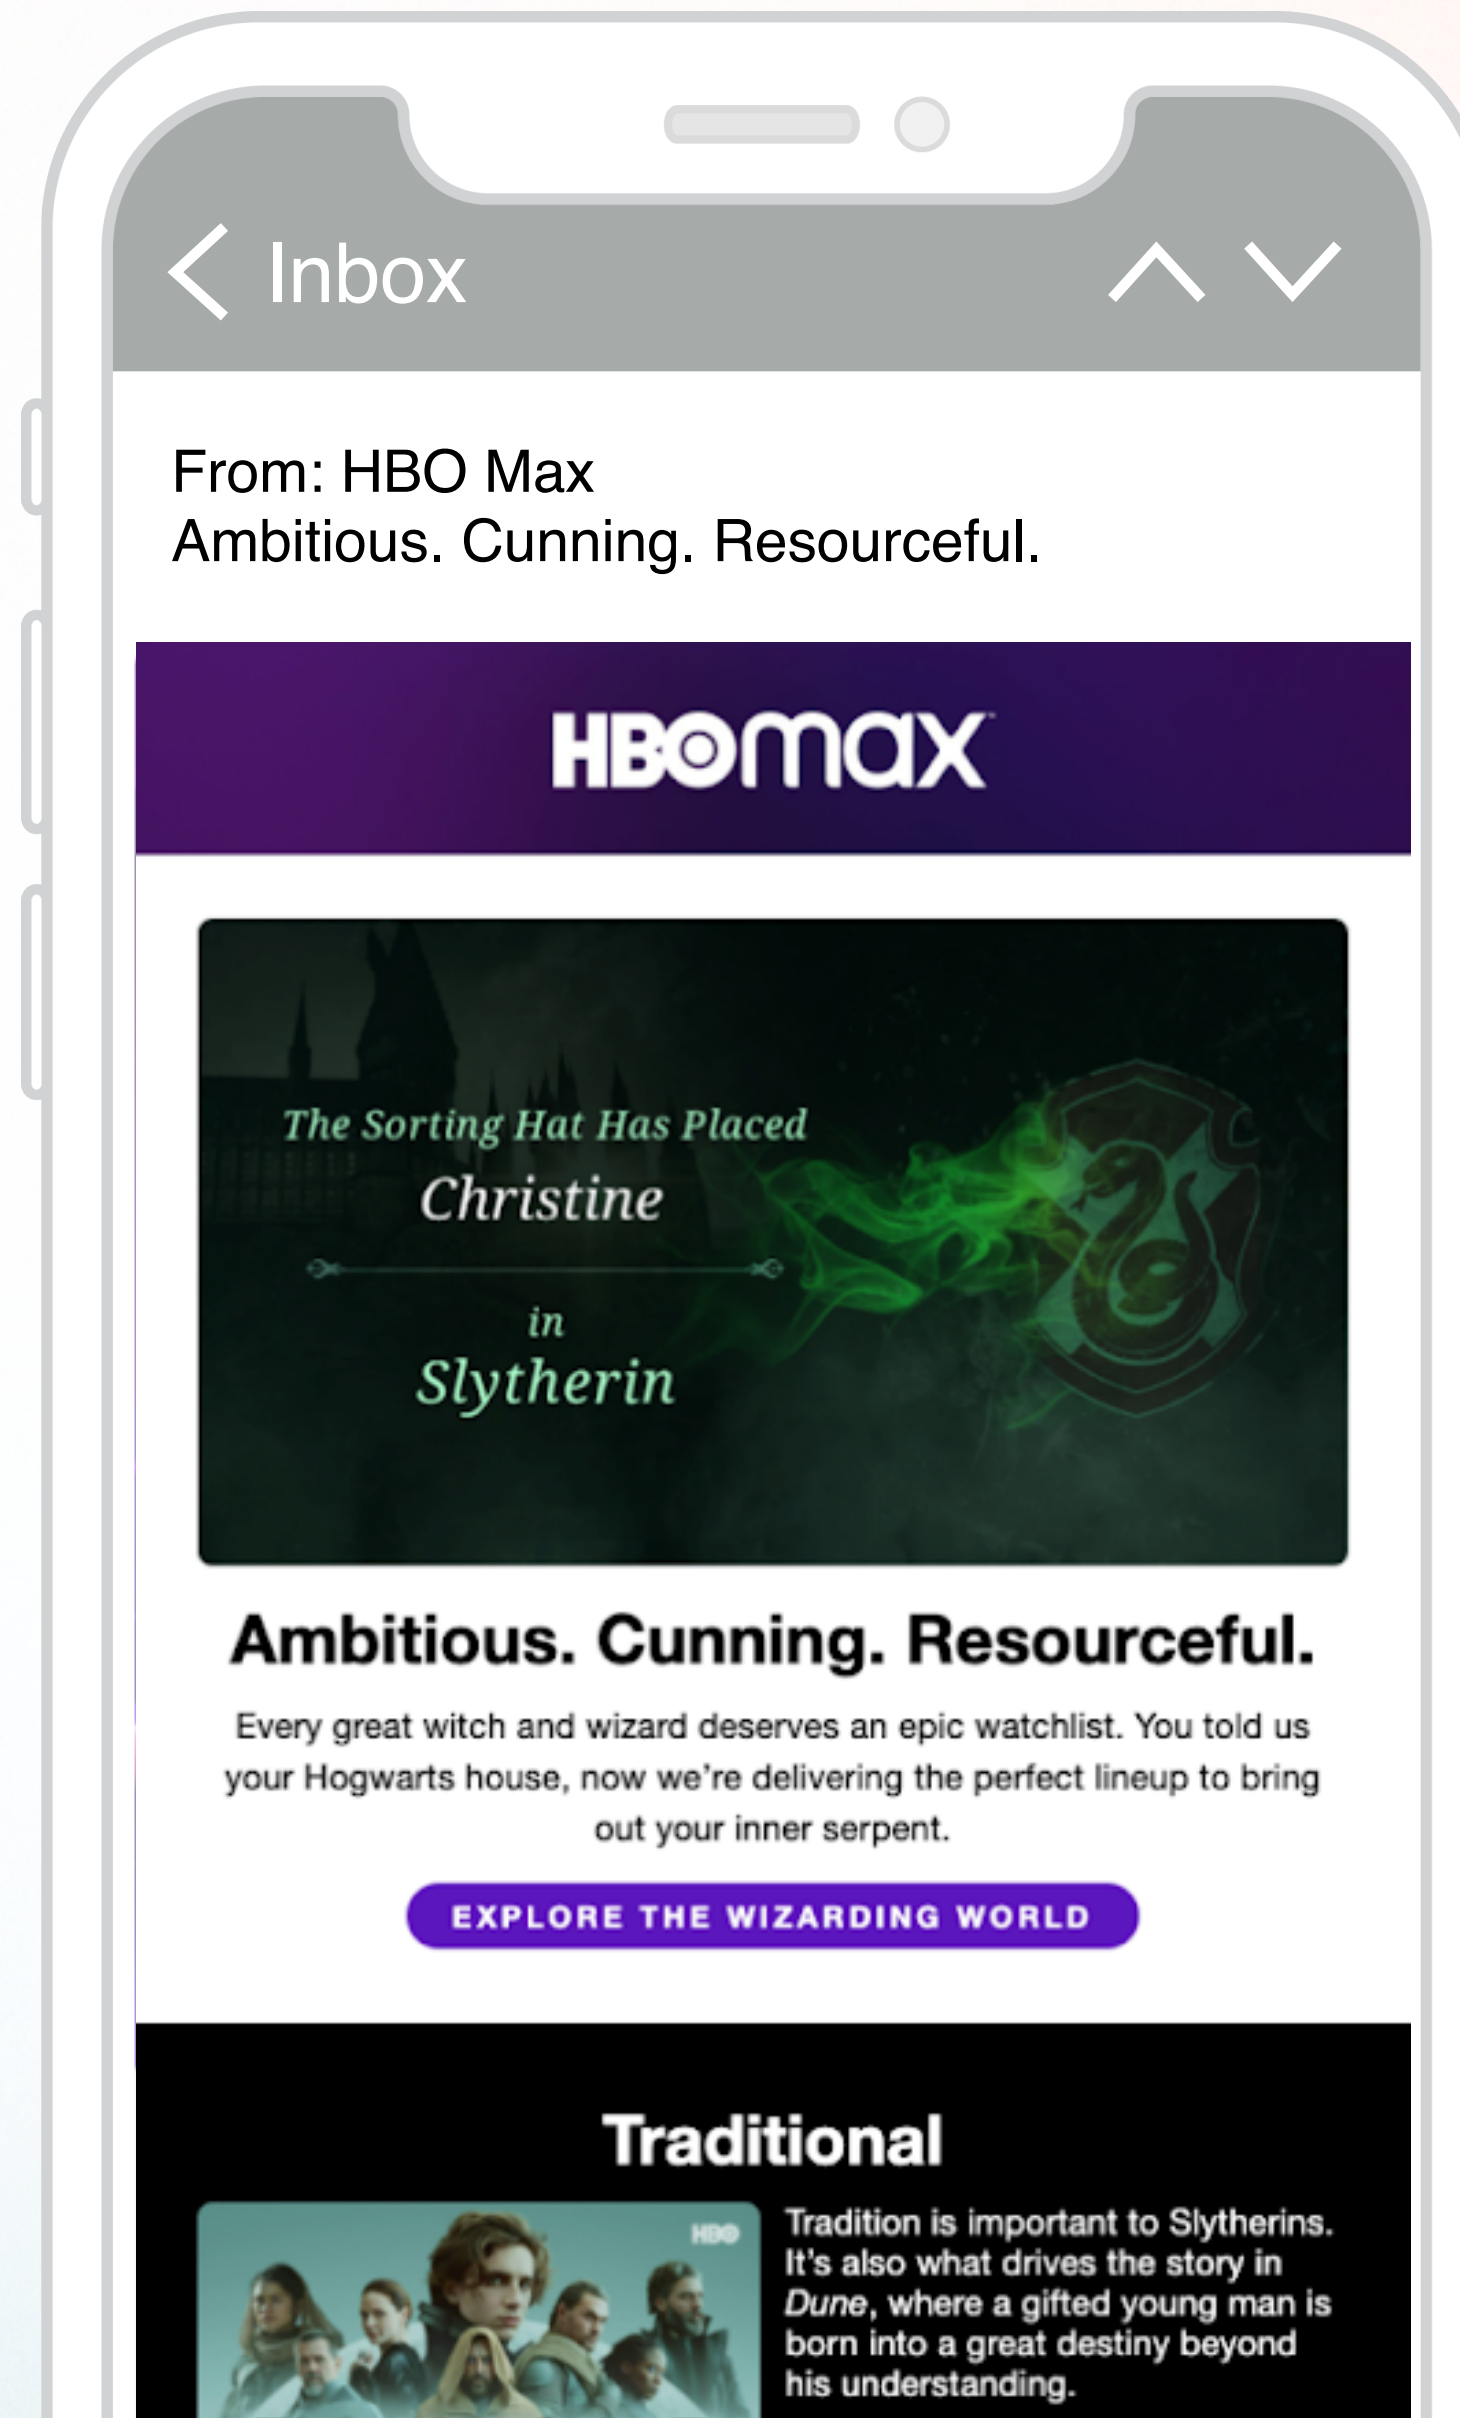 Inbox
From: HBO Max
Ambitious. Cunning. Resourceful.
HBOmax
The Sorting Hat Has Placed
Christine
in
Slytherin
Ambitious. Cunning. Resourceful.
Every great witch and wizard deserves an epic watchlist. You told us
your Hogwarts house, now we’re delivering the perfect lineup to bring
out your inner serpent.
EXPLORE THE WIZARDING WORLD
Traditional
HBO
Tradition is important to Slytherins.
It’s also what drives the story in
Dune, where a gifted young man is
born into a great destiny beyond
his understanding.